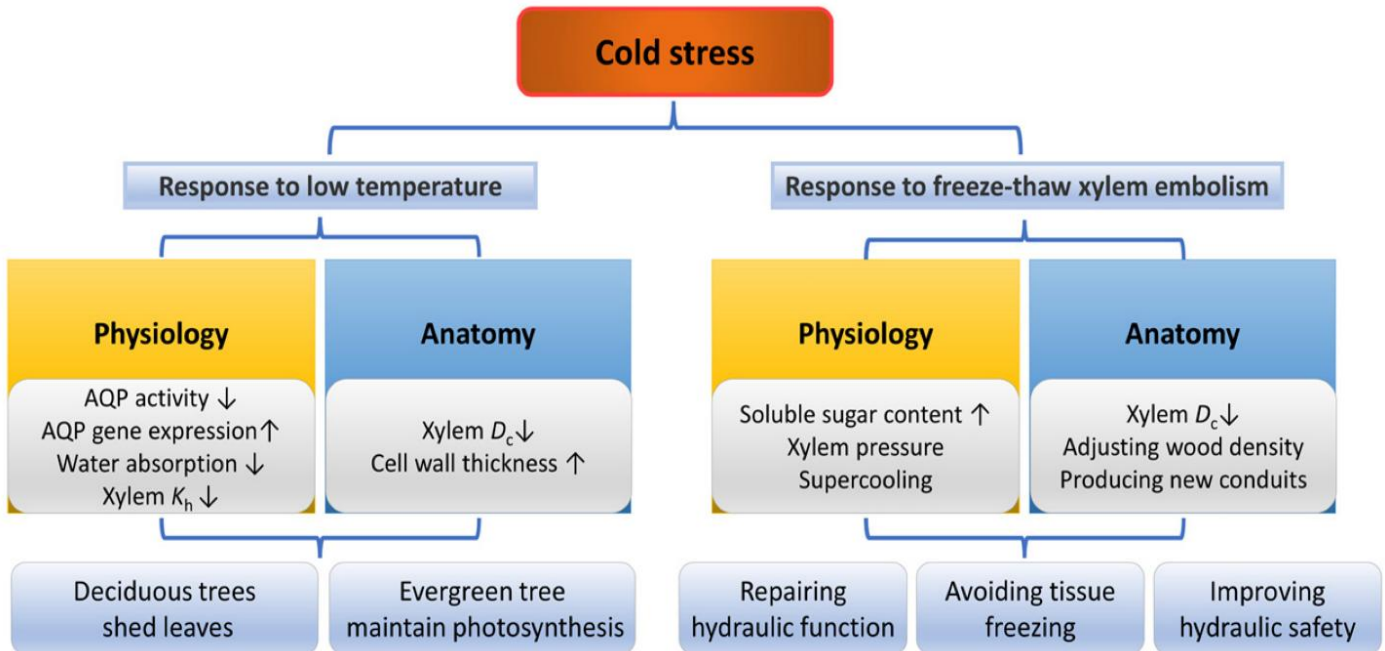 Cold stress
Response to low temperature
Response to freeze-thaw xylem embolism
Physiology
Anatomy
AQP activity ↓
AQP gene expression ↑
Water absorption ↓
Xylem Kh ↓
Xylem Dc ↓
Cell wall thickness ↑
Physiology
Anatomy
Soluble sugar content ↑
Xylem pressure
Supercooling
Xylem Dc ↓
Adjusting wood density
Producing new conduits
Deciduous trees
shed leaves
Evergreen tree
maintain photosynthesis
Repairing
hydraulic function
Avoiding tissue
freezing
Improving
hydraulic safety